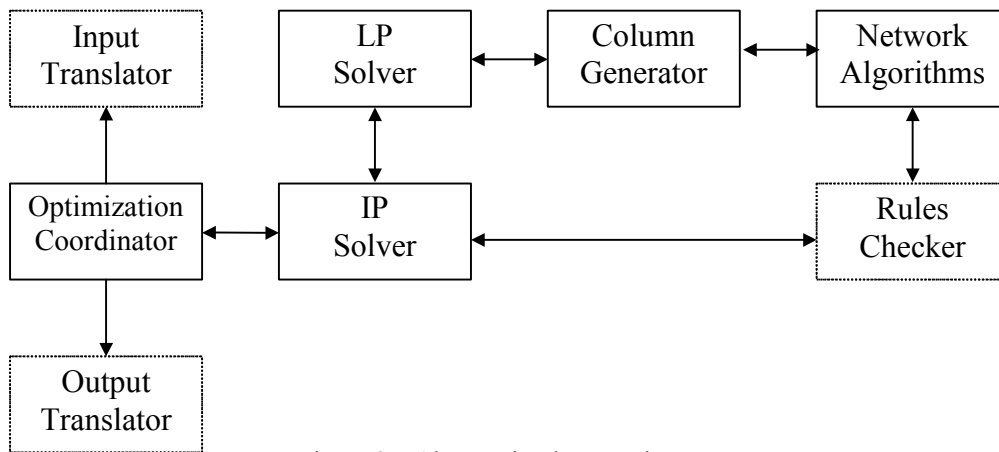 Input
Translator
LP
Solver
Column
Generator
Network
Algorithms
Optimization
Coordinator
IP
Solver
Rules
Checker
Output
Translator